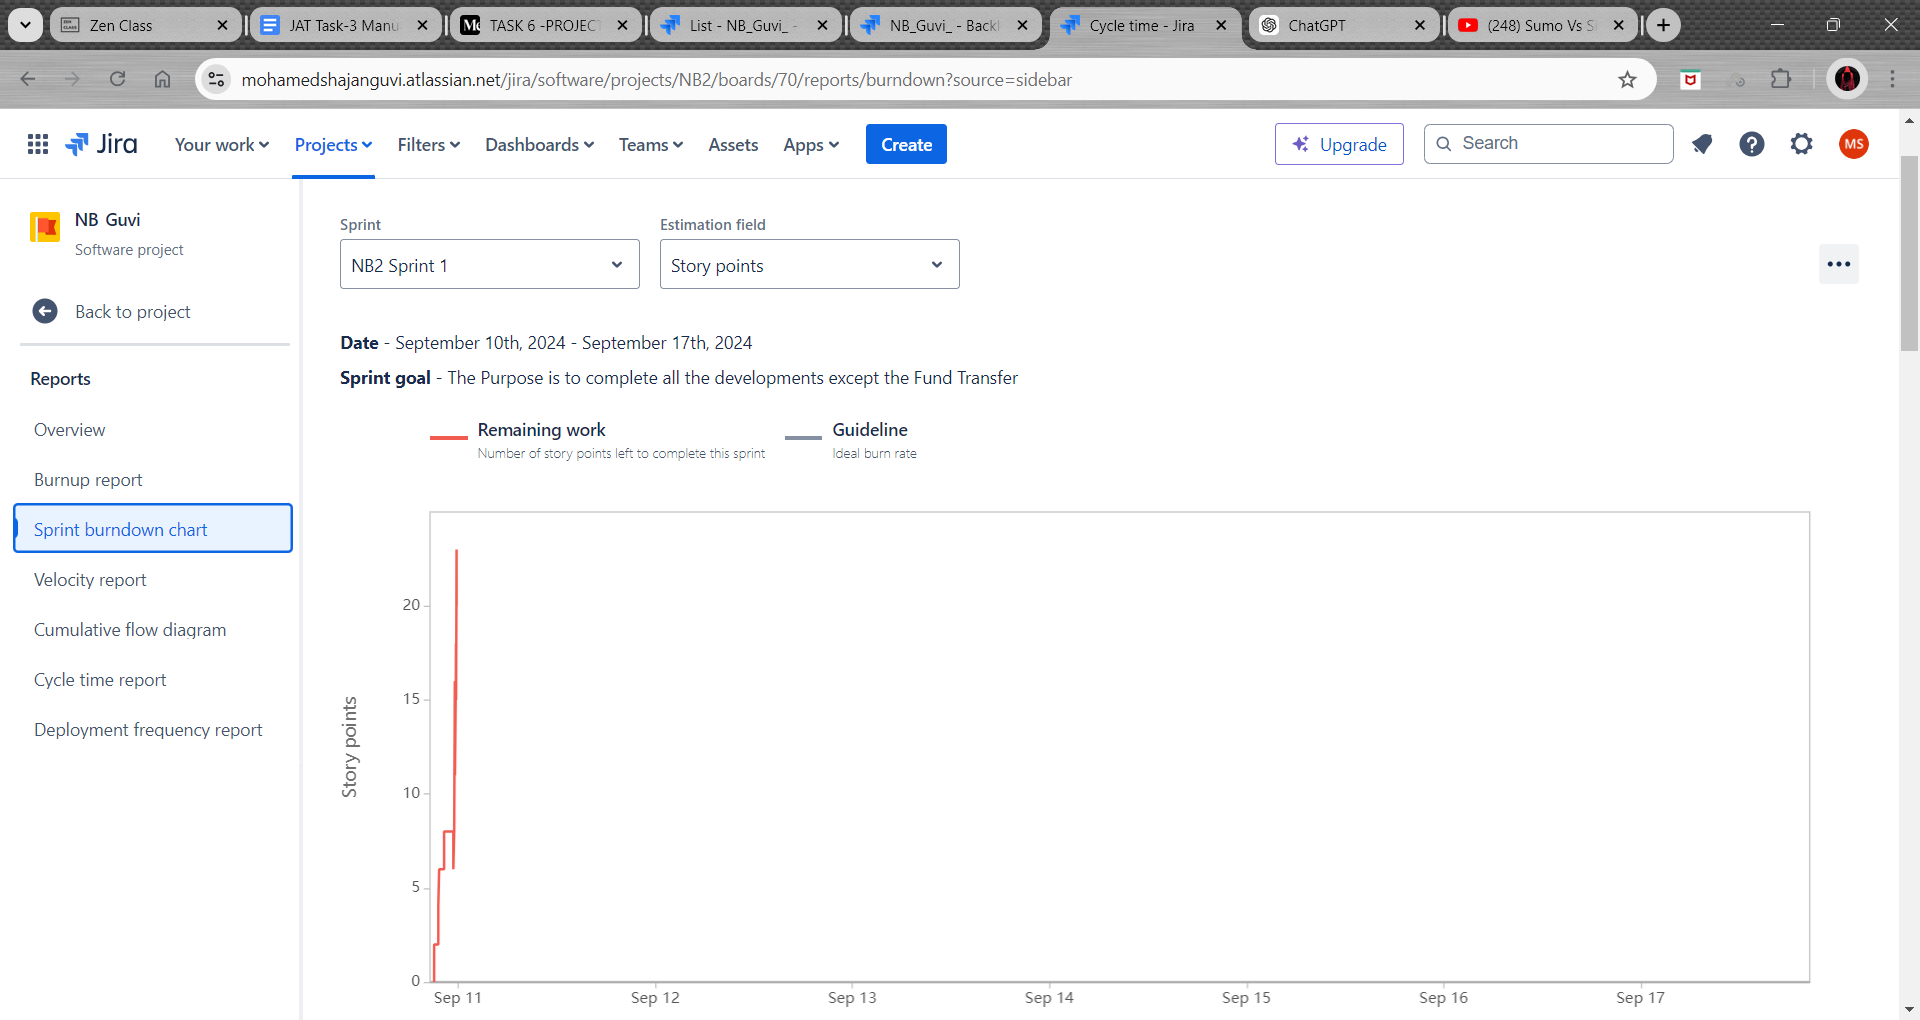 Zen Class
JAT Task-3 Manu
TASK 6 -PROJECT
List - NB_Guvi_ -
NB_Guvi_ - Backl
Cycle time - Jira
ChatGPT
(248) Sumo Vs S
mohamedshajanguvi.atlassian.net/jira/software/projects/NB2/boards/70/reports/burndown?source=sidebar
Jira
Your work
Projects
Filters
Dashboards
Teams
Assets
Apps
Create
Upgrade
Search
MS
NB Guvi
Software project
Back to project
Reports
Overview
Burnup report
Sprint burndown chart
Velocity report
Cumulative flow diagram
Cycle time report
Deployment frequency report
Sprint
NB2 Sprint 1
Estimation field
Story points
Date - September 10th, 2024 - September 17th, 2024
Sprint goal - The Purpose is to complete all the developments except the Fund Transfer
Remaining work
Number of story points left to complete this sprint
Guideline
Ideal burn rate
Story points
20
15
10
5
0
Sep 11
Sep 12
Sep 13
Sep 14
Sep 15
Sep 16
Sep 17